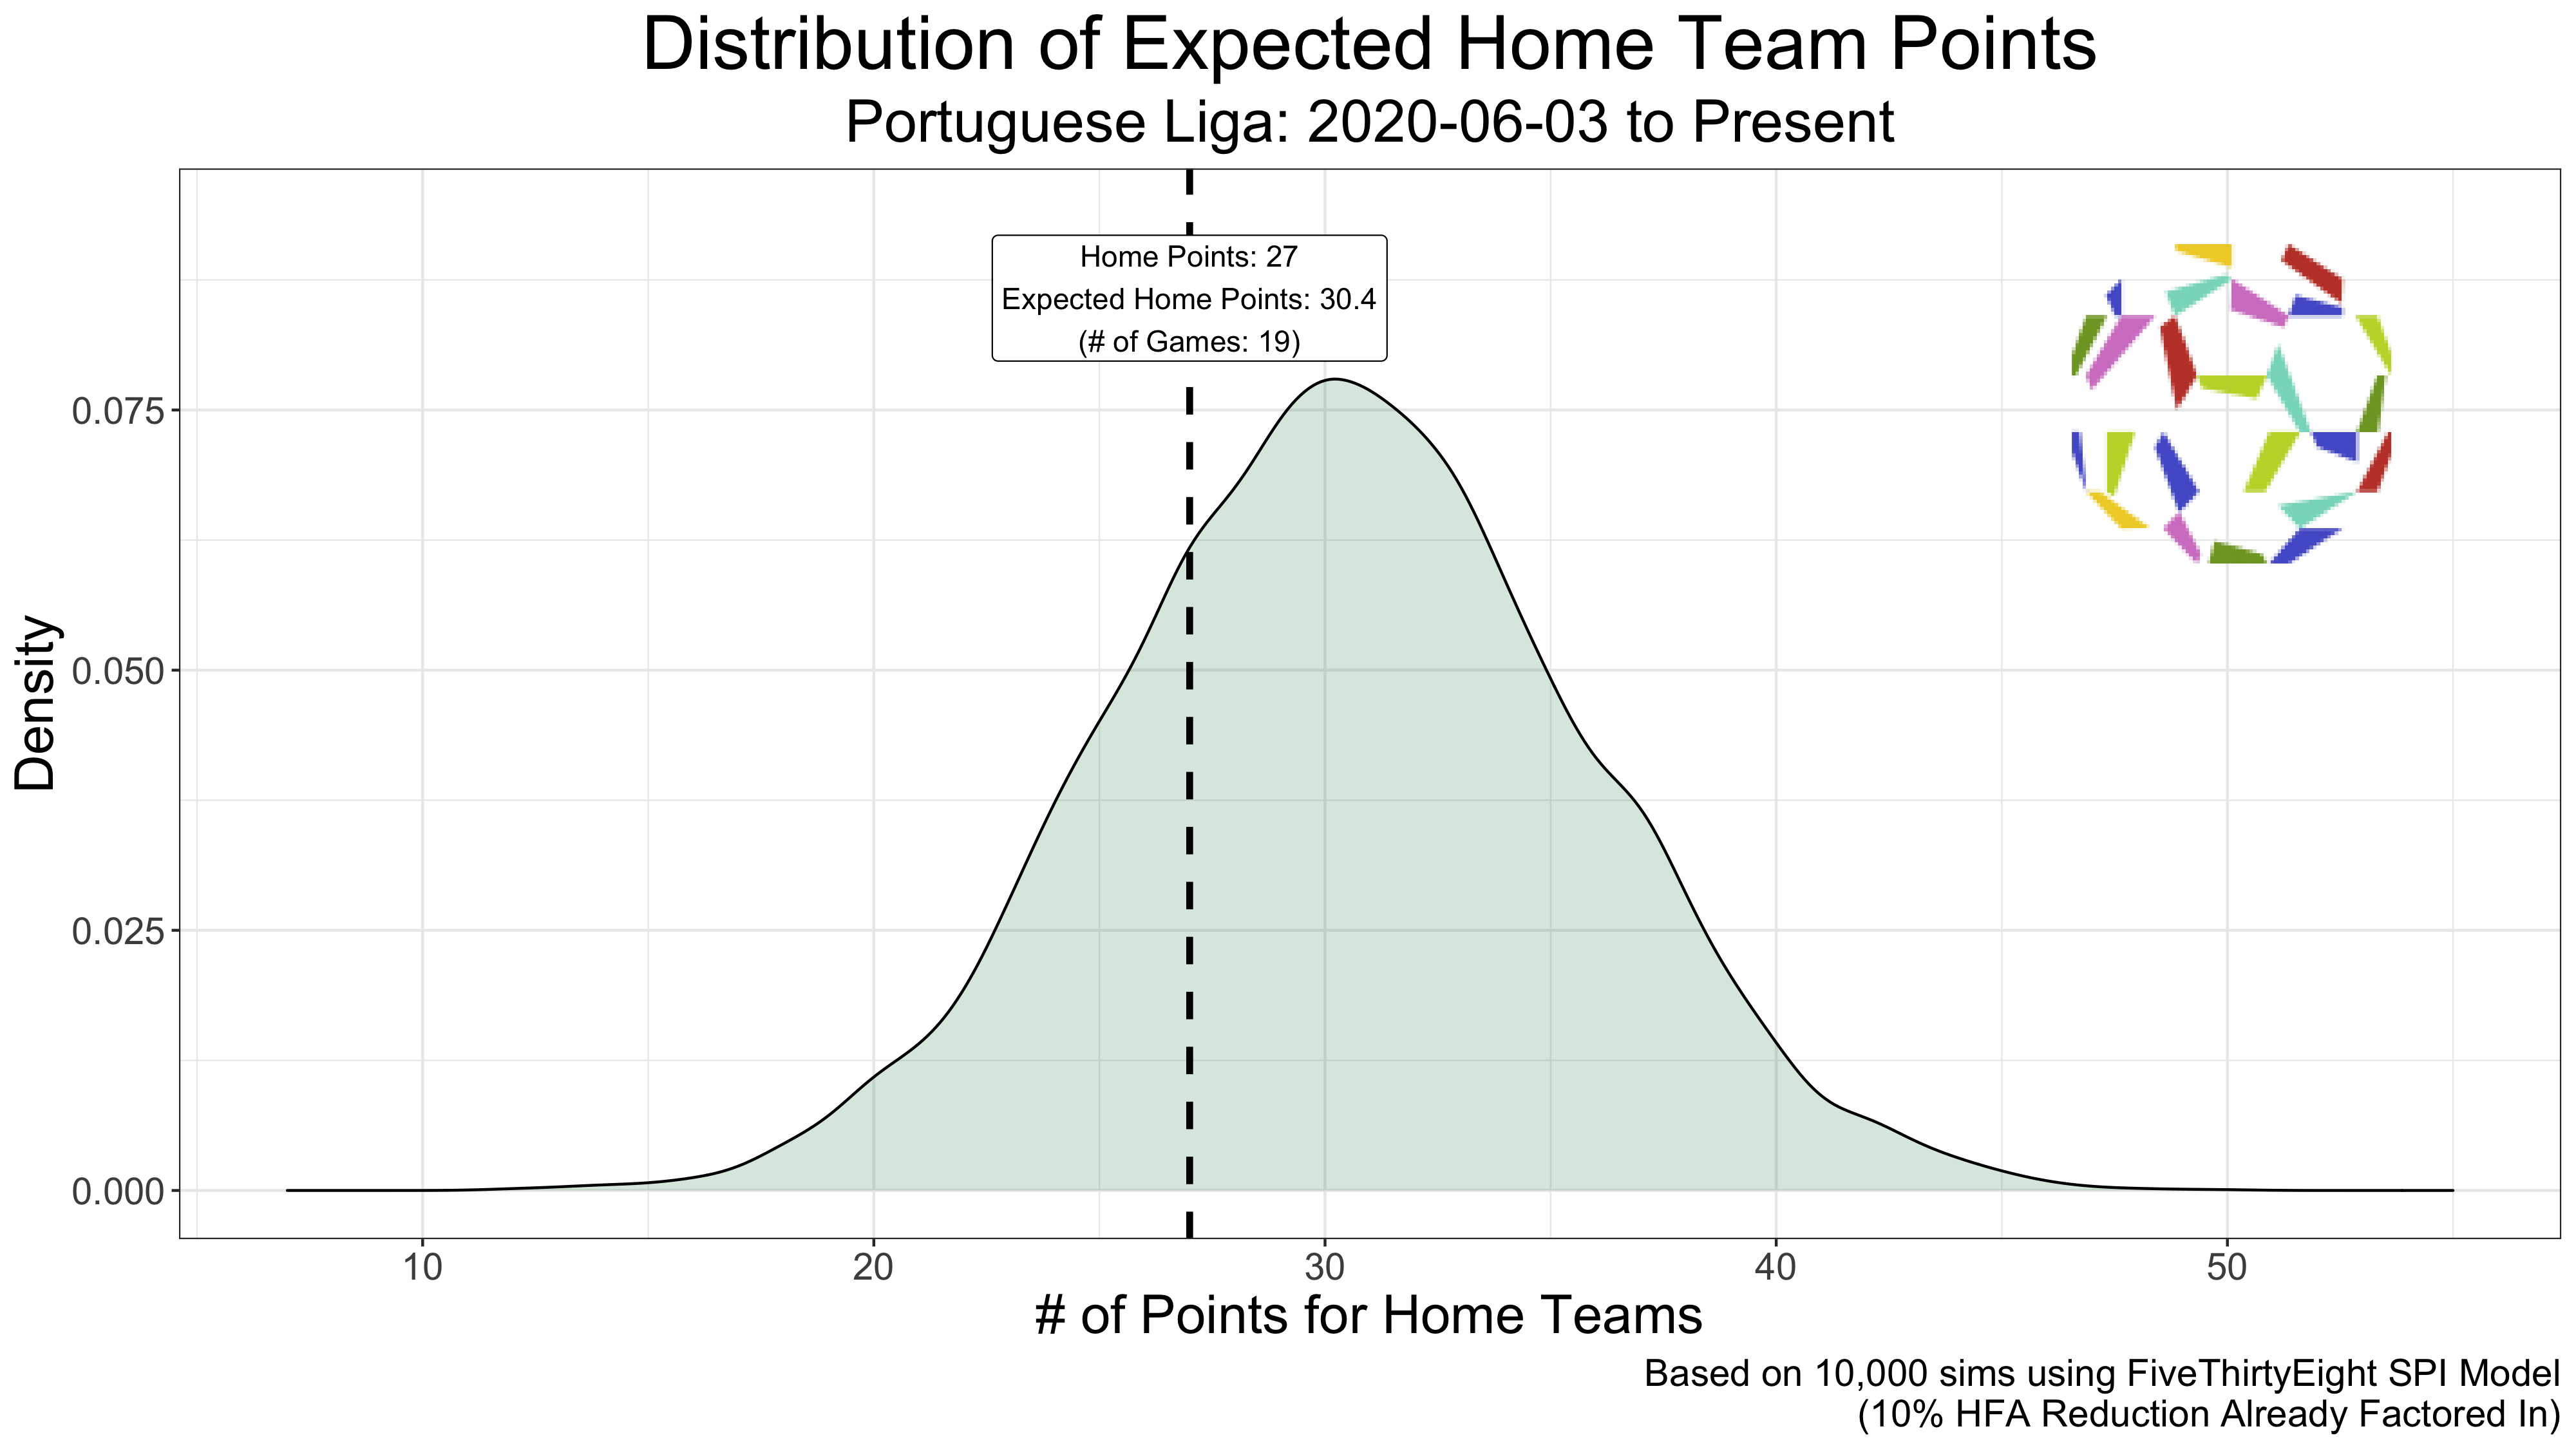 Distribution of Expected Home Team Points
Portuguese Liga: 2020-06-03 to Present
Home Points: 27
Expected Home Points: 30.4
(# of Games: 19)
Density
0.075
0.050
0.025
0.000
10 20 30 40 50
# of Points for Home Teams
Based on 10,000 sims using FiveThirtyEight SPI Model
(10% HFA Reduction Already Factored In)